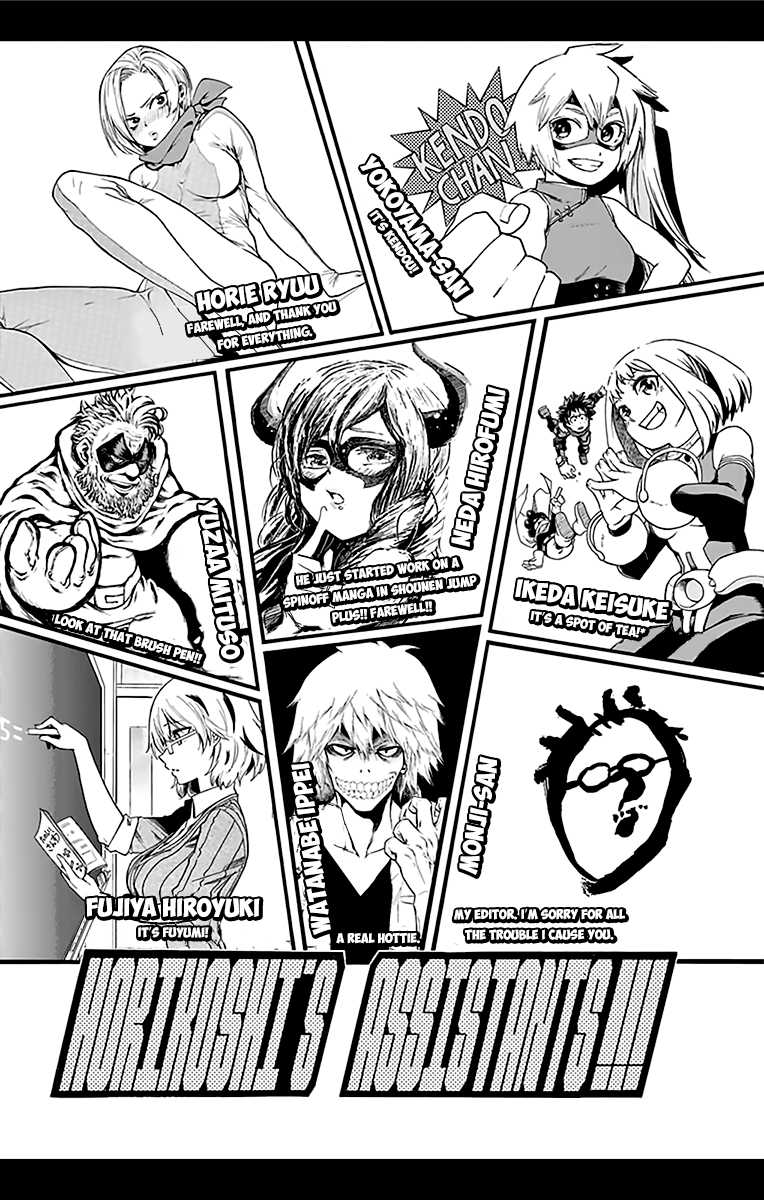 KENDO
CHAN
YOKOYAMA-SAN
IT'S KENDOU!
HORIE RYUU
FAREWELL, AND THANK YOU
FOR EVERYTHING.
YUZAA MITUSO
LOOK AT THAT BRUSH PEN!!
NEDA HIROFUMI
HE JUST STARTED WORK ON A
SPINOFF MANGA IN SHOUNEN JUMP
PLUS!! FAREWELL!!
IKEDA KEISUKE
IT'S A SPOT OF TEA!*
5=
FUJIYA HIROYUKI
IT'S FUYUMI!
WATANABE IPPEI
A REAL HOTTIE.
MONJI-SAN
MY EDITOR. I'M SORRY FOR ALL
THE TROUBLE I CAUSE YOU.
HORIKOSHI'S ASSISTANTS!!!